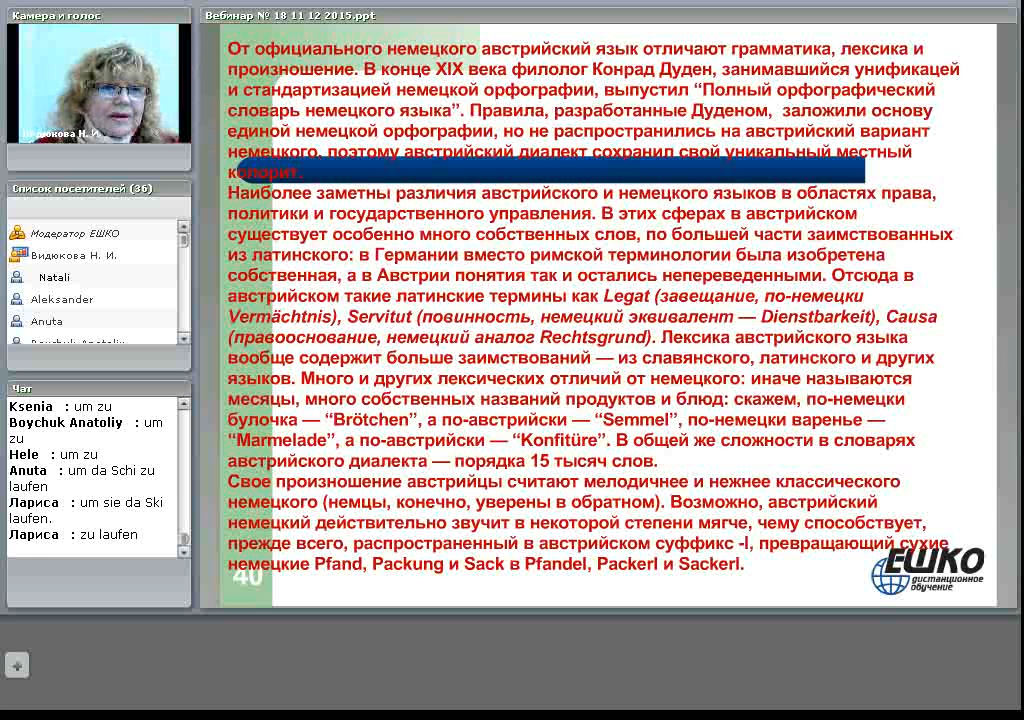 Камера и голос
Видюкова Н. И.
Список посетителей (36)
Модератор ЕШКО
Видюкова Н. И.
Natali
Aleksander
Anuta
Boychuk Anatoliy
Чат
Ksenia : um zu
Boychuk Anatoliy : um
zu
Hele : um zu
Anuta : um da Schi zu
laufen
Лариса : um sie da Ski
laufen.
Лариса : zu laufen
Вебинар № 18 11 12 2015.ppt
От официального немецкого австрийский язык отличают грамматика, лексика и
произношение. В конце XIX века филолог Конрад Дуден, занимавшийся унификацей
и стандартизацией немецкой орфографии, выпустил “Полный орфографический
словарь немецкого языка”. Правила, разработанные Дуденом, заложили основу
единой немецкой орфографии, но не распространились на австрийский вариант
немецкого, поэтому австрийский диалект сохранил свой уникальный местный
колорит.
Наиболее заметны различия австрийского и немецкого языков в областях права,
политики и государственного управления. В этих сферах в австрийском
существует особенно много собственных слов, по большей части заимствованных
из латинского: в Германии вместо римской терминологии была изобретена
собственная, а в Австрии понятия так и остались непереведенными. Отсюда в
австрийском такие латинские термины как Legat (завещание, по-немецки
Vermächtnis), Servitut (повинность, немецкий эквивалент — Dienstbarkeit), Causa
(правооснование, немецкий аналог Rechtsgrund). Лексика австрийского языка
вообще содержит больше заимствований — из славянского, латинского и других
языков. Много и других лексических отличий от немецкого: иначе называются
месяцы, много собственных названий продуктов и блюд: скажем, по-немецки
булочка — “Brötchen”, а по-австрийски — “Semmel”, по-немецки варенье —
“Marmelade”, а по-австрийски — “Konfitüre”. В общей же сложности в словарях
австрийского диалекта — порядка 15 тысяч слов.
Свое произношение австрийцы считают мелодичнее и нежнее классического
немецкого (немцы, конечно, уверены в обратном). Возможно, австрийский
немецкий действительно звучит в некоторой степени мягче, чему способствует,
прежде всего, распространенный в австрийском суффикс -l, превращающий сухие
немецкие Pfand, Packung и Sack в Pfandel, Packerl и Sackerl.
40
ЕШКО
дистанционное
обучение